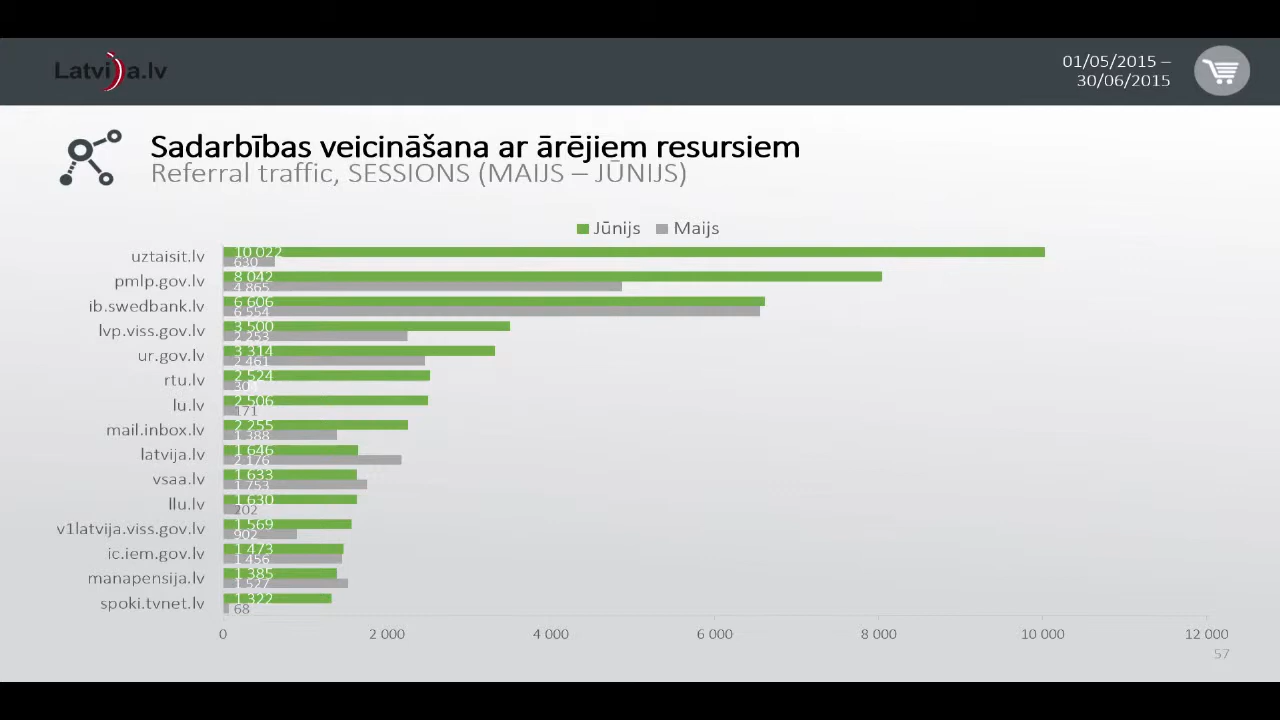 Latvija.lv
01/05/2015 –
30/06/2015
Sadarbības veicināšana ar ārējiem resursiem
Referral traffic, SESSIONS (MAIJS – JŪNIJS)
Jūnijs Maijs
uztaisit.lv 10 022
630
pmlp.gov.lv 8 042
4 865
ib.swedbank.lv 6 606
6 554
lvp.viss.gov.lv 3 500
2 253
ur.gov.lv 3 314
2 461
rtu.lv 2 524
lu.lv 2 506
171
mail.inbox.lv 2 255
1 388
latvija.lv 1 646
2 176
vsaa.lv 1 633
1 753
llu.lv 1 630
202
v1latvija.viss.gov.lv 1 569
902
ic.iem.gov.lv 1 473
1 456
manapensija.lv 1 385
1 527
spoki.tvnet.lv 1 322
68
0 2 000 4 000 6 000 8 000 10 000 12 000
57